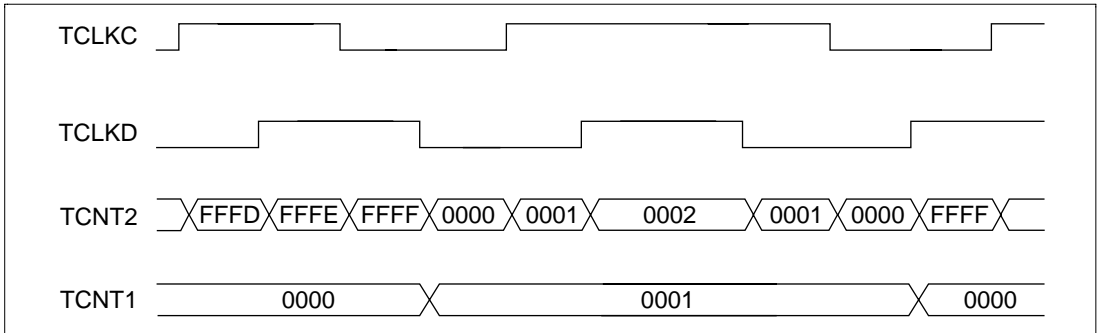 TCLKC
TCLKD
TCNT2 FFFD FFFE FFFF 0000 0001 0002 0001 0000 FFFF
TCNT1 0000 0001 0000